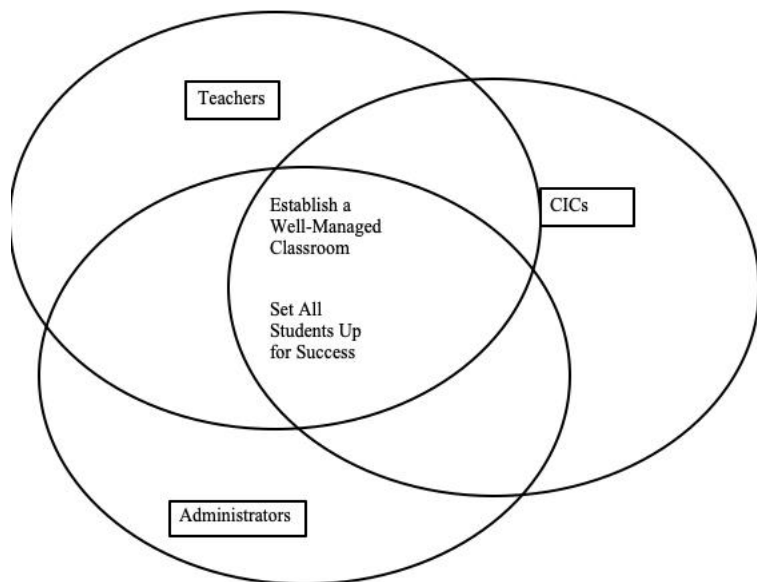 Teachers
Establish a
Well-Managed
Classroom
CICs
Set All
Students Up
for Success
Administrators